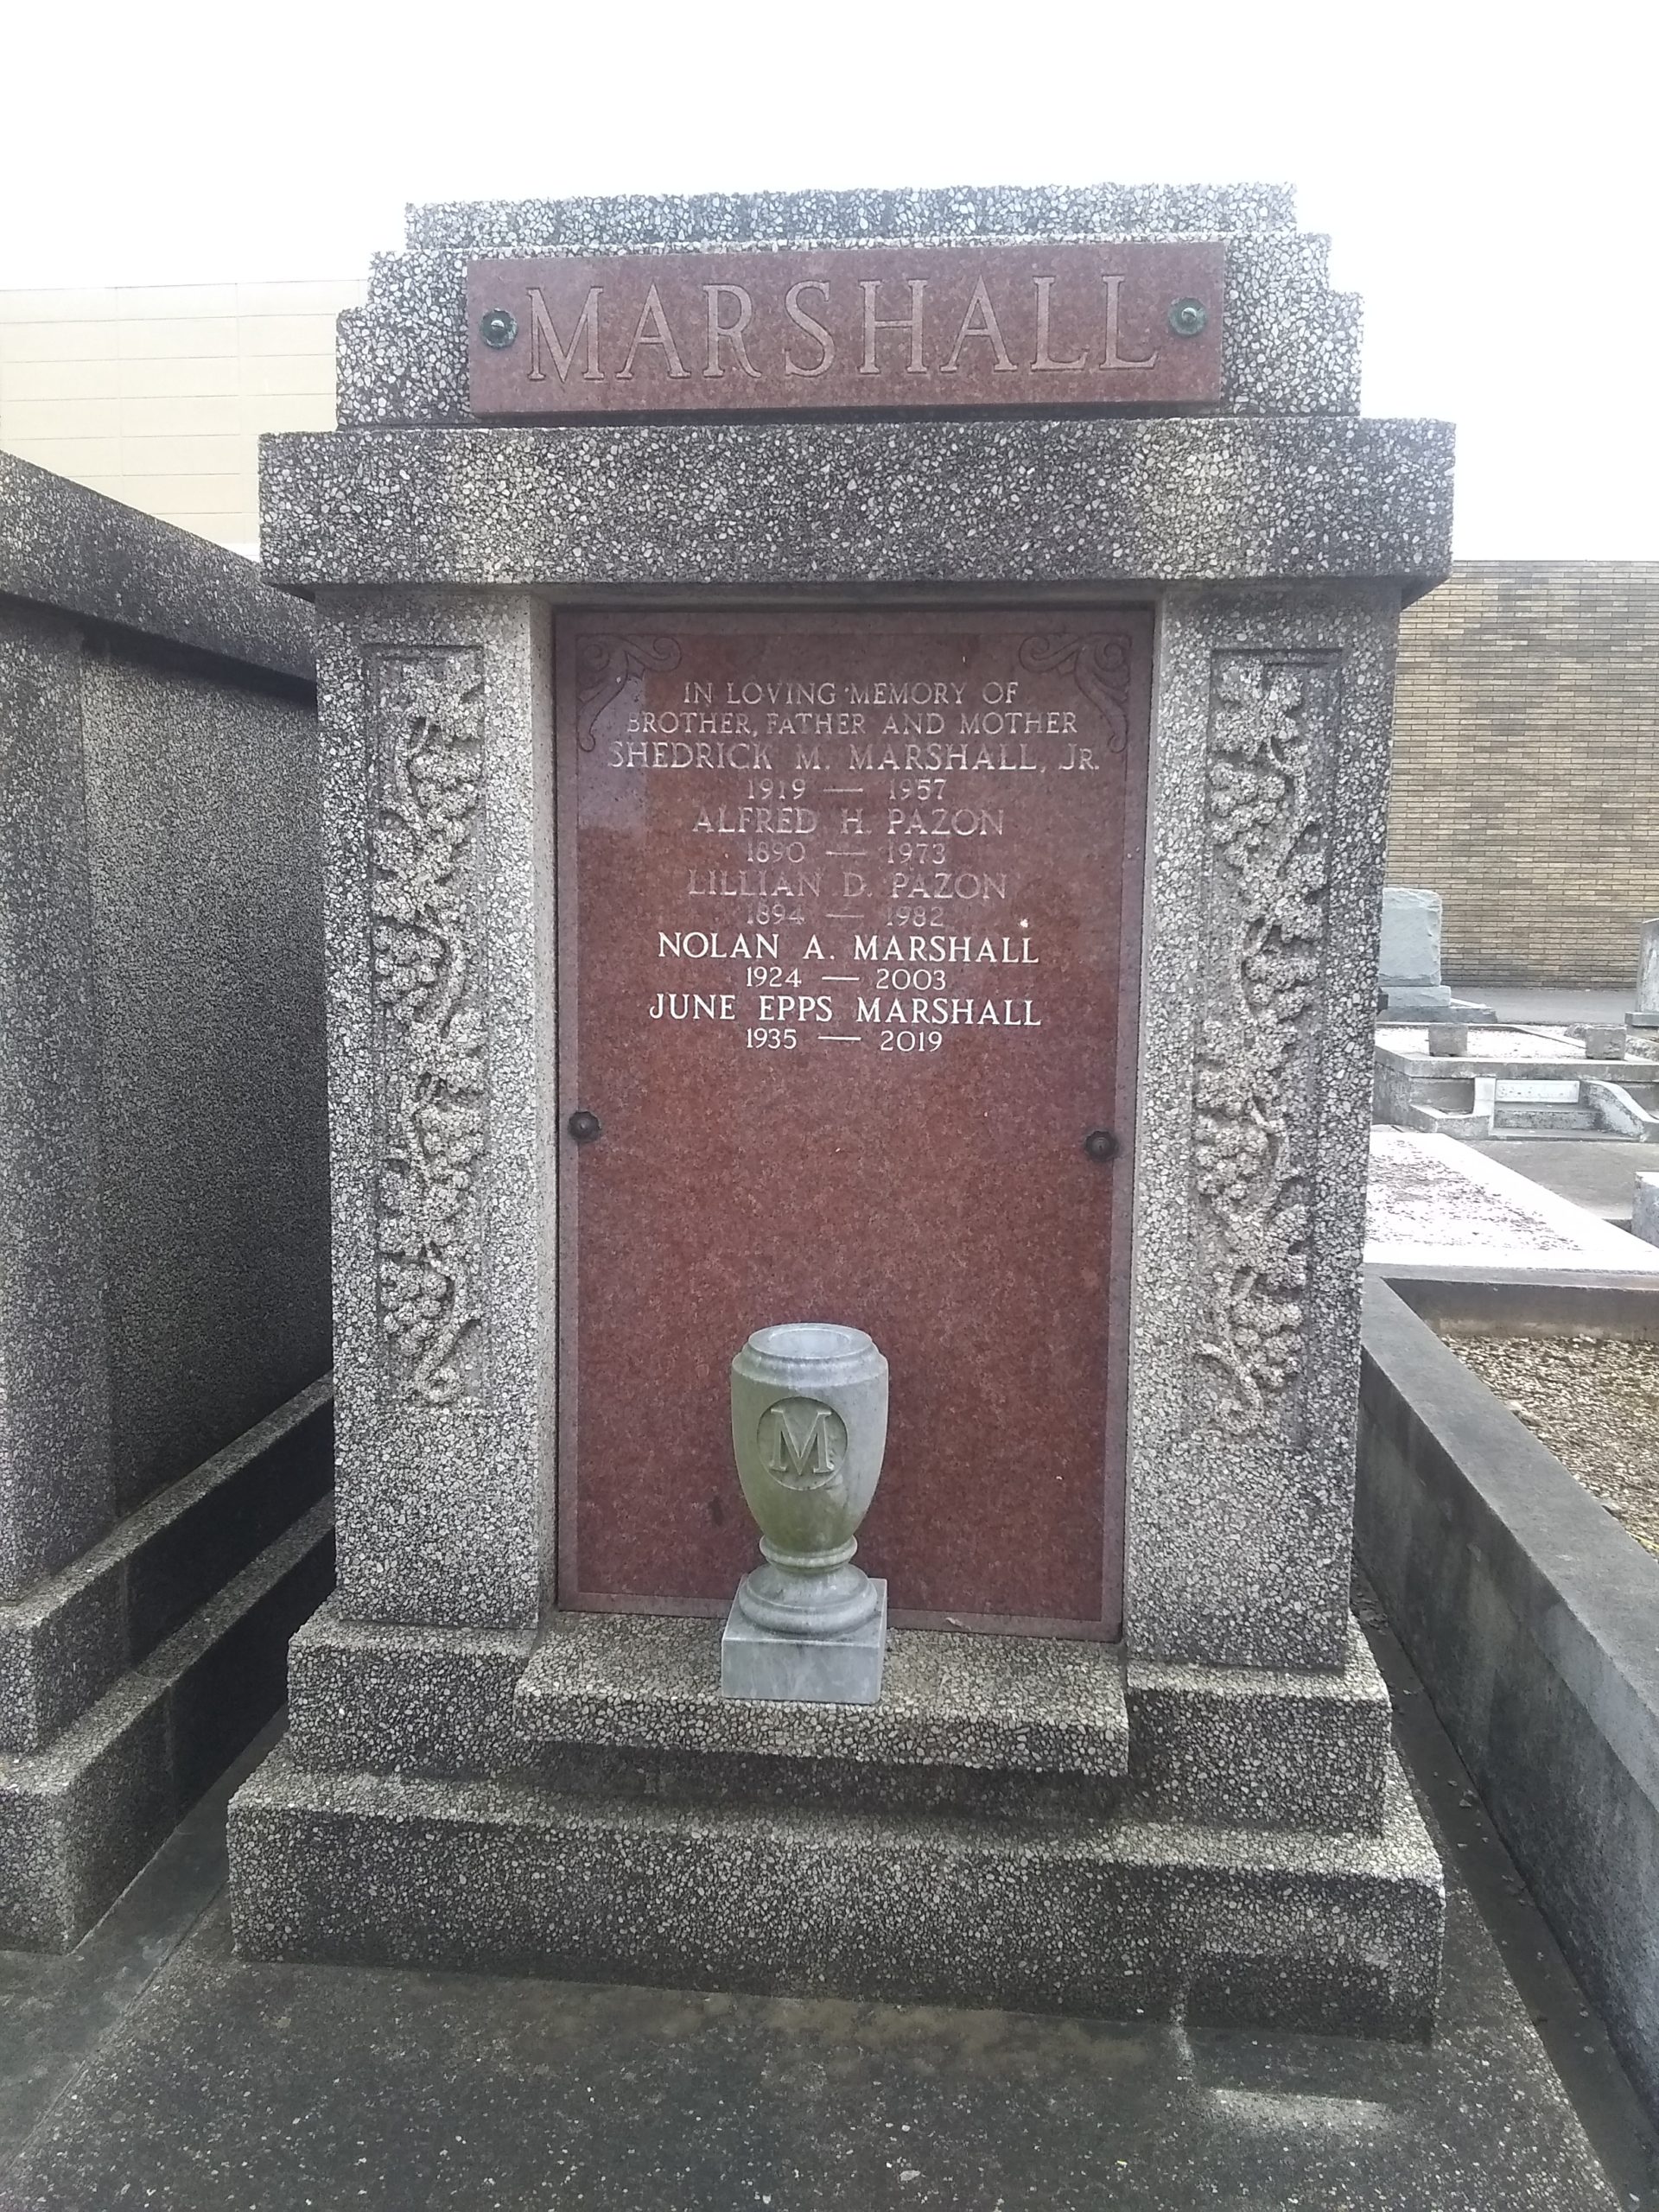 MARSHALL
IN LOVING MEMORY OF
BROTHER, FATHER AND MOTHER
SHEDRICK M. MARSHALL, JR.
1919 — 1957
ALFRED H. PAZON
1890 — 1973
LILLIAN D. PAZON
1894 — 1982
NOLAN A. MARSHALL
1924 — 2003
JUNE EPPS MARSHALL
1935 — 2019
M